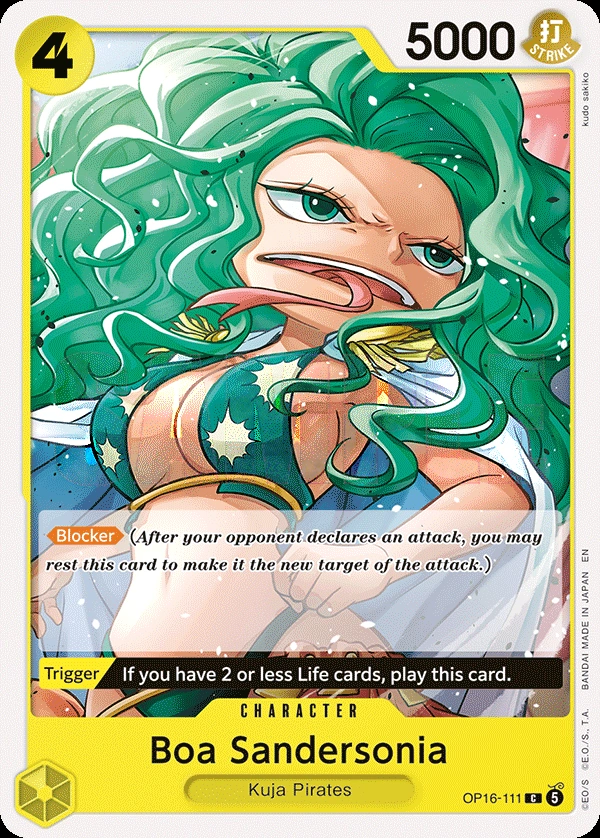 4
5000
打
STRIKE
kudo sakiko
Blocker (After your opponent declares an attack, you may
rest this card to make it the new target of the attack.)
Trigger If you have 2 or less Life cards, play this card.
CHARACTER
Boa Sandersonia
Kuja Pirates
OP16-111 C 5
©EO/S ©E.O./S., T.A. BANDAI MADE IN JAPAN EN